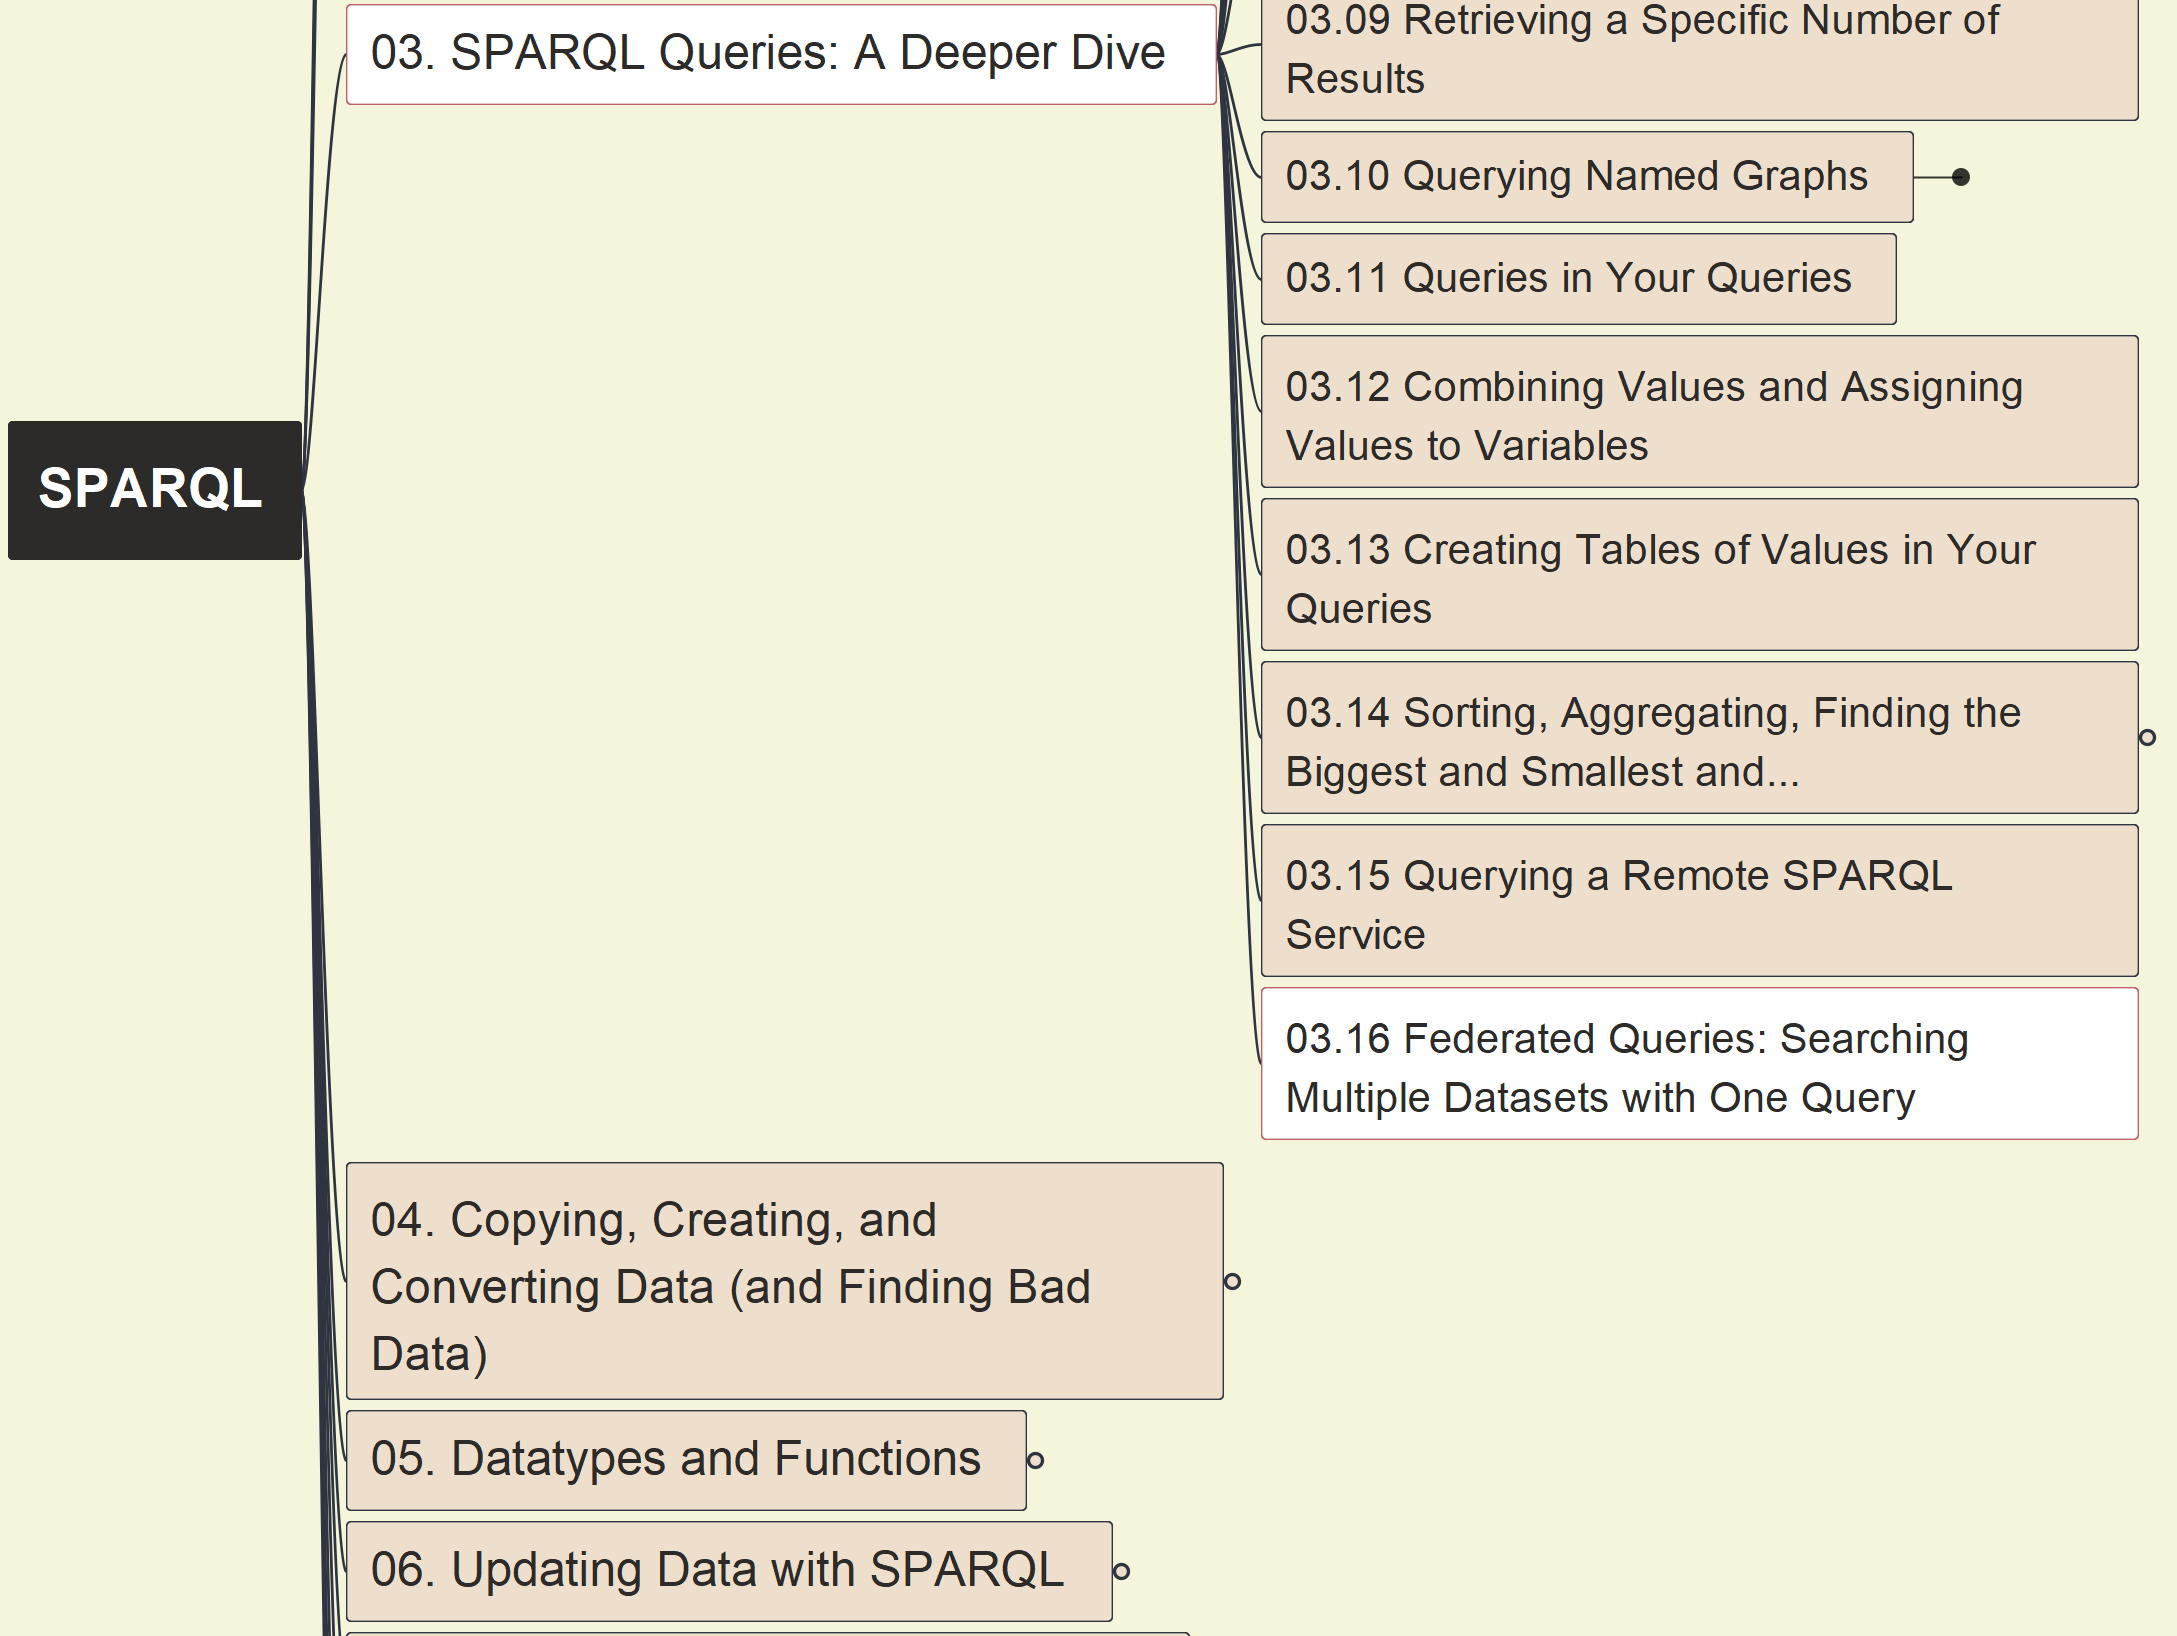 03. SPARQL Queries: A Deeper Dive
03.09 Retrieving a Specific Number of
Results
03.10 Querying Named Graphs
03.11 Queries in Your Queries
03.12 Combining Values and Assigning
Values to Variables
SPARQL
03.13 Creating Tables of Values in Your
Queries
03.14 Sorting, Aggregating, Finding the
Biggest and Smallest and...
03.15 Querying a Remote SPARQL
Service
03.16 Federated Queries: Searching
Multiple Datasets with One Query
04. Copying, Creating, and
Converting Data (and Finding Bad
Data)
05. Datatypes and Functions
06. Updating Data with SPARQL